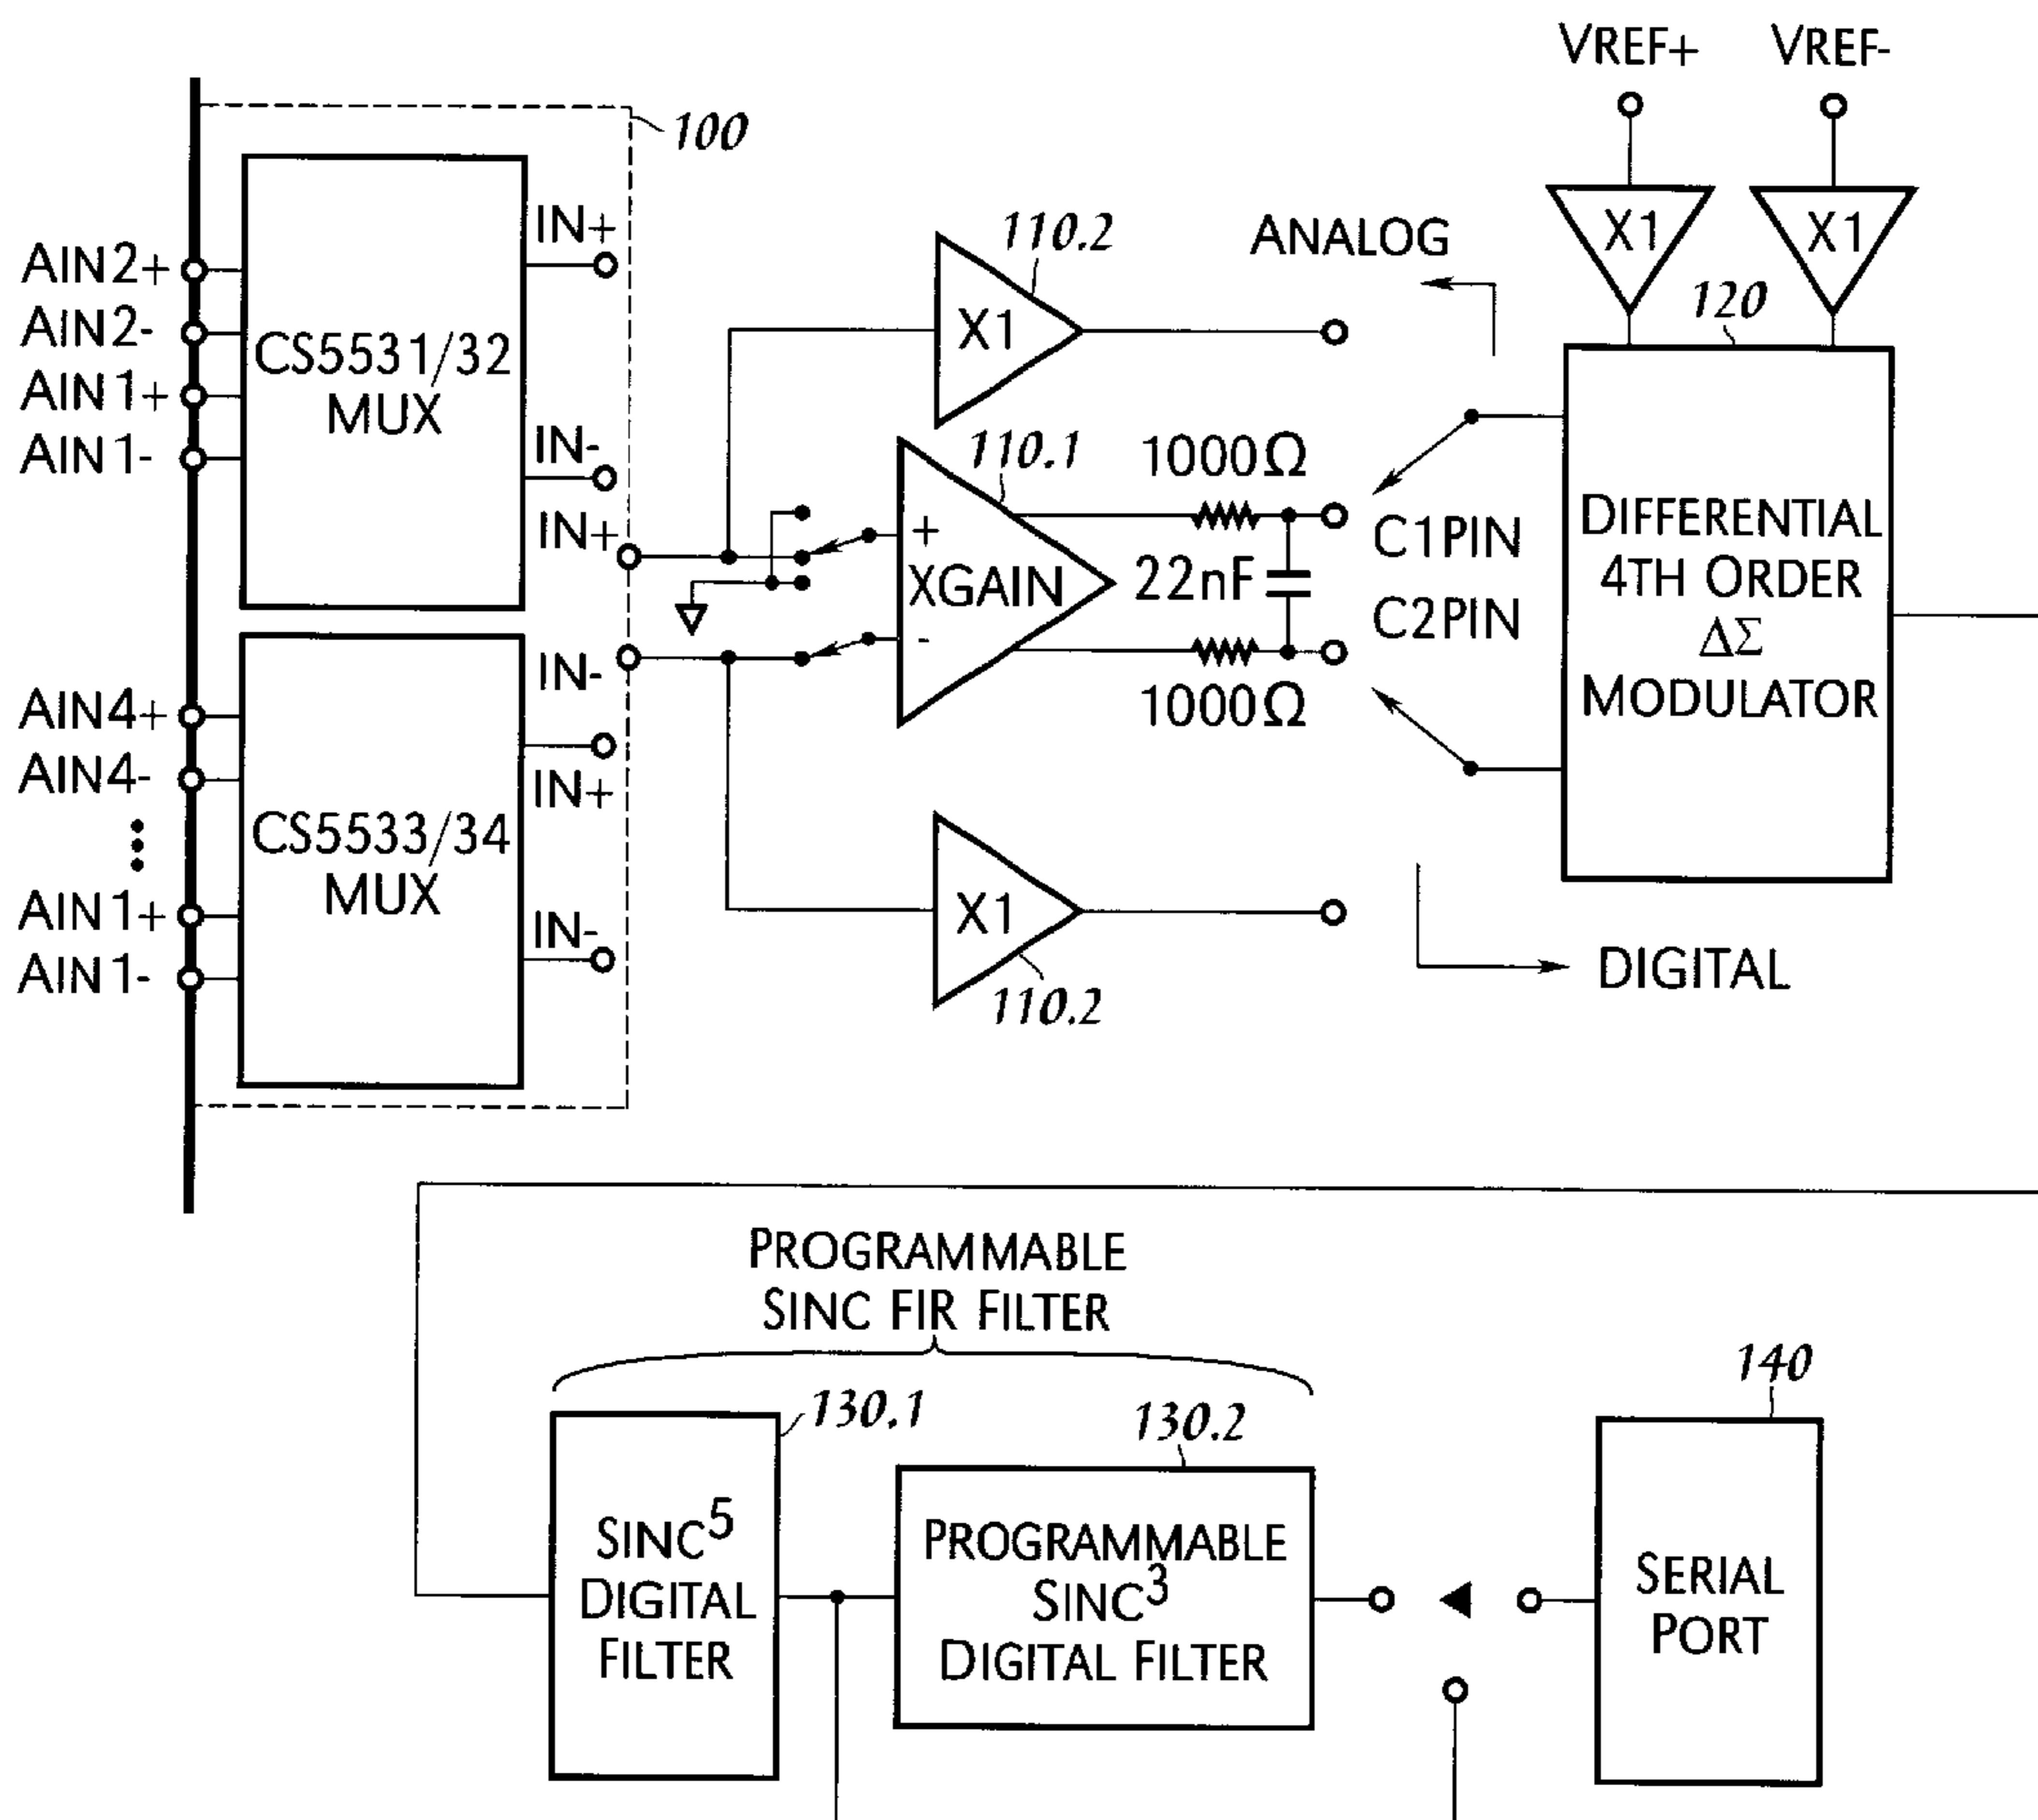 VREF+ VREF-
100
X1 X1
AIN2+
AIN2-
AIN1+
AIN1-
CS5531/32
MUX
IN+
IN-
IN+
IN-
AIN4+
AIN4-
AIN1+
AIN1-
CS5533/34
MUX
IN+
IN-
110.2
X1
110.1
+
XGAIN
-
1000Ω
22nF
1000Ω
C1PIN
C2PIN
X1
110.2
ANALOG
120
DIFFERENTIAL
4TH ORDER
ΔΣ
MODULATOR
DIGITAL
PROGRAMMABLE
SINC FIR FILTER
130.1
SINC⁵
DIGITAL
FILTER
130.2
PROGRAMMABLE
SINC³
DIGITAL FILTER
140
SERIAL
PORT